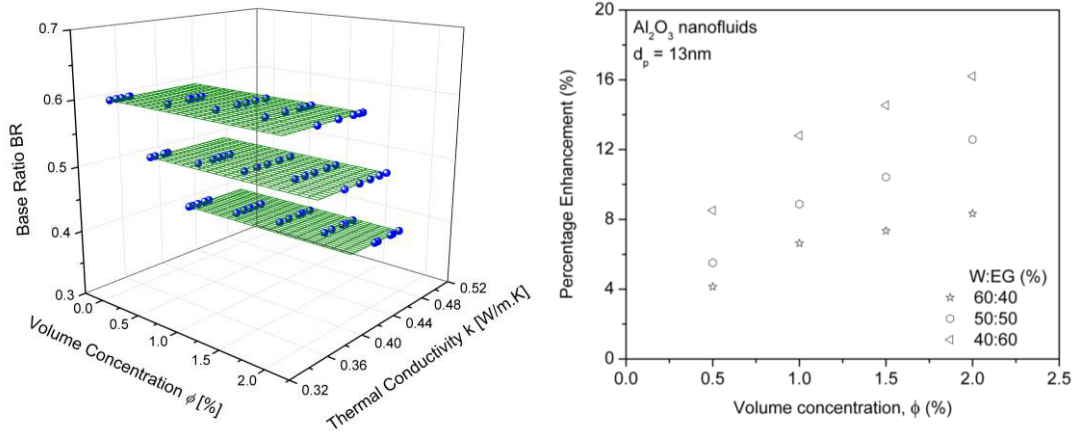 0.7
0.6
0.5
0.4
0.3
Base Ratio BR
0.0
0.5
1.0
1.5
2.0
Volume Concentration ϕ [%]
0.32
0.36
0.40
0.44
0.48
0.52
Thermal Conductivity k [W/m.K]
20
16
12
8
4
0
Percentage Enhancement (%)
Al₂O₃ nanofluids
dₚ = 13nm
W:EG (%)
60:40
50:50
40:60
0.0 0.5 1.0 1.5 2.0 2.5
Volume concentration, ϕ (%)